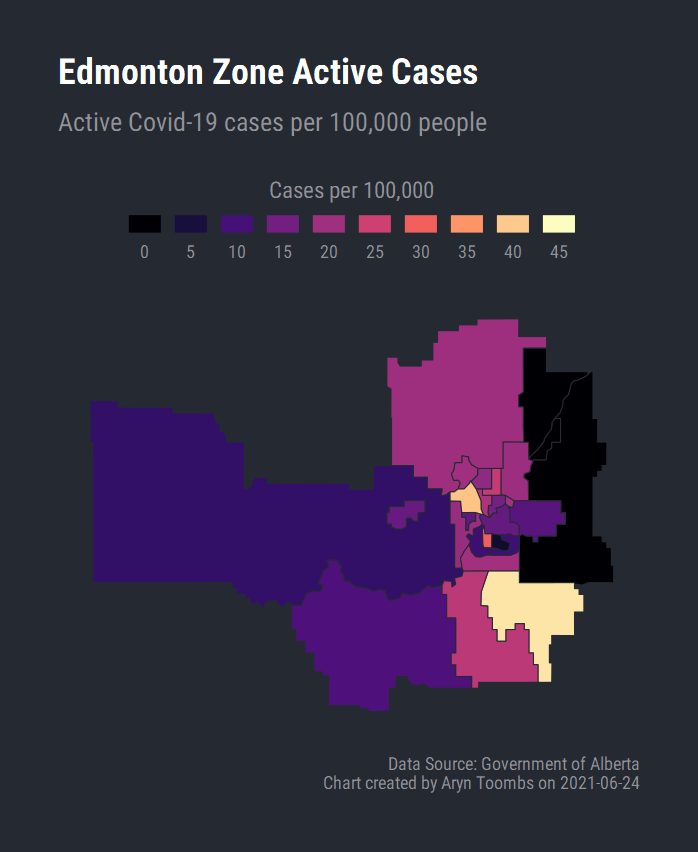 Edmonton Zone Active Cases
Active Covid-19 cases per 100,000 people
Cases per 100,000
0 5 10 15 20 25 30 35 40 45
Data Source: Government of Alberta
Chart created by Aryn Toombs on 2021-06-24